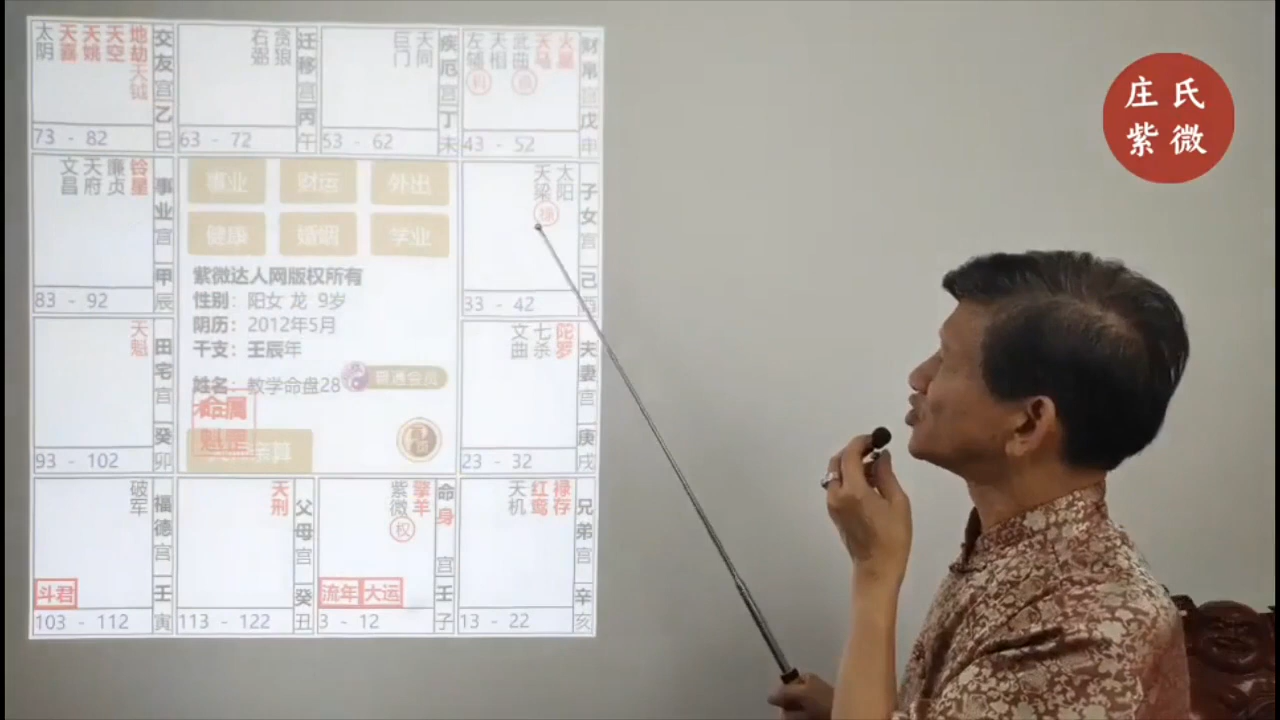 太阴 天喜 天姚 天空 地劫 天钺
交友宫 乙巳
73 - 82
右弼 贪狼
迁移宫 丙午
63 - 72
巨门 天同
疾厄宫 丁未
53 - 62
左辅 天相 武曲 天马 火星
科
财帛宫 戊申
43 - 52
文昌 天府 廉贞 铃星
事业宫 甲辰
83 - 92
事业 财运 外出
健康 婚姻 学业
紫微达人网版权所有
性别：阳女 龙 9岁
阴历：2012年5月
干支：壬辰年
姓名：教学命盘28
普通会员
天梁 太阳
禄
子女宫 己酉
33 - 42
天魁
田宅宫 癸卯
93 - 102
文曲 七杀 陀罗
夫妻宫 庚戌
23 - 32
破军
福德宫 壬寅
斗君
103 - 112
天刑
父母宫 癸丑
113 - 122
紫微 擎羊
权
命身宫 壬子
流年 大运
3 - 12
天机 红鸾 禄存
兄弟宫 辛亥
13 - 22
庄氏
紫微